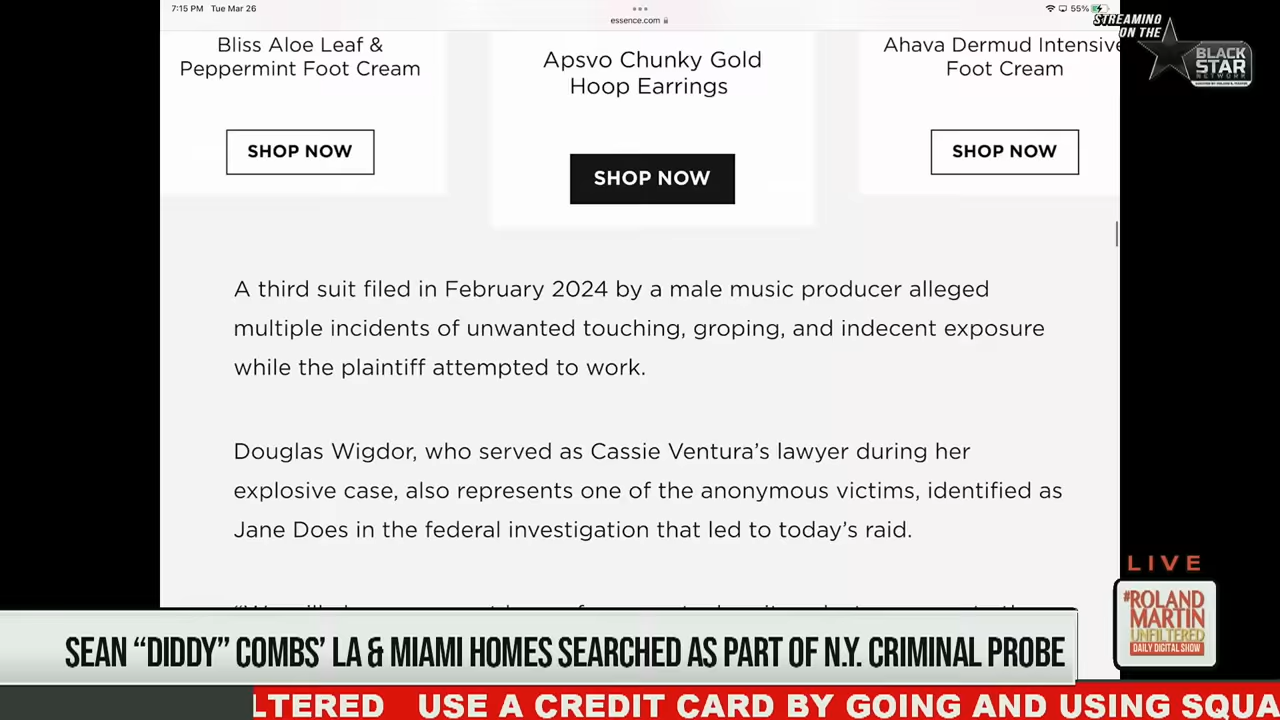 7:15 PM Tue Mar 26
essence.com
55%
STREAMING
ON THE
BLACK
STAR
NETWORK
Bliss Aloe Leaf &
Peppermint Foot Cream
SHOP NOW
Apsvo Chunky Gold
Hoop Earrings
SHOP NOW
Ahava Dermud Intensive
Foot Cream
SHOP NOW
A third suit filed in February 2024 by a male music producer alleged
multiple incidents of unwanted touching, groping, and indecent exposure
while the plaintiff attempted to work.
Douglas Wigdor, who served as Cassie Ventura’s lawyer during her
explosive case, also represents one of the anonymous victims, identified as
Jane Does in the federal investigation that led to today’s raid.
LIVE
#ROLAND
MARTIN
UNFILTERED
DAILY DIGITAL SHOW
SEAN “DIDDY” COMBS’ LA & MIAMI HOMES SEARCHED AS PART OF N.Y. CRIMINAL PROBE
LTERED USE A CREDIT CARD BY GOING AND USING SQUA